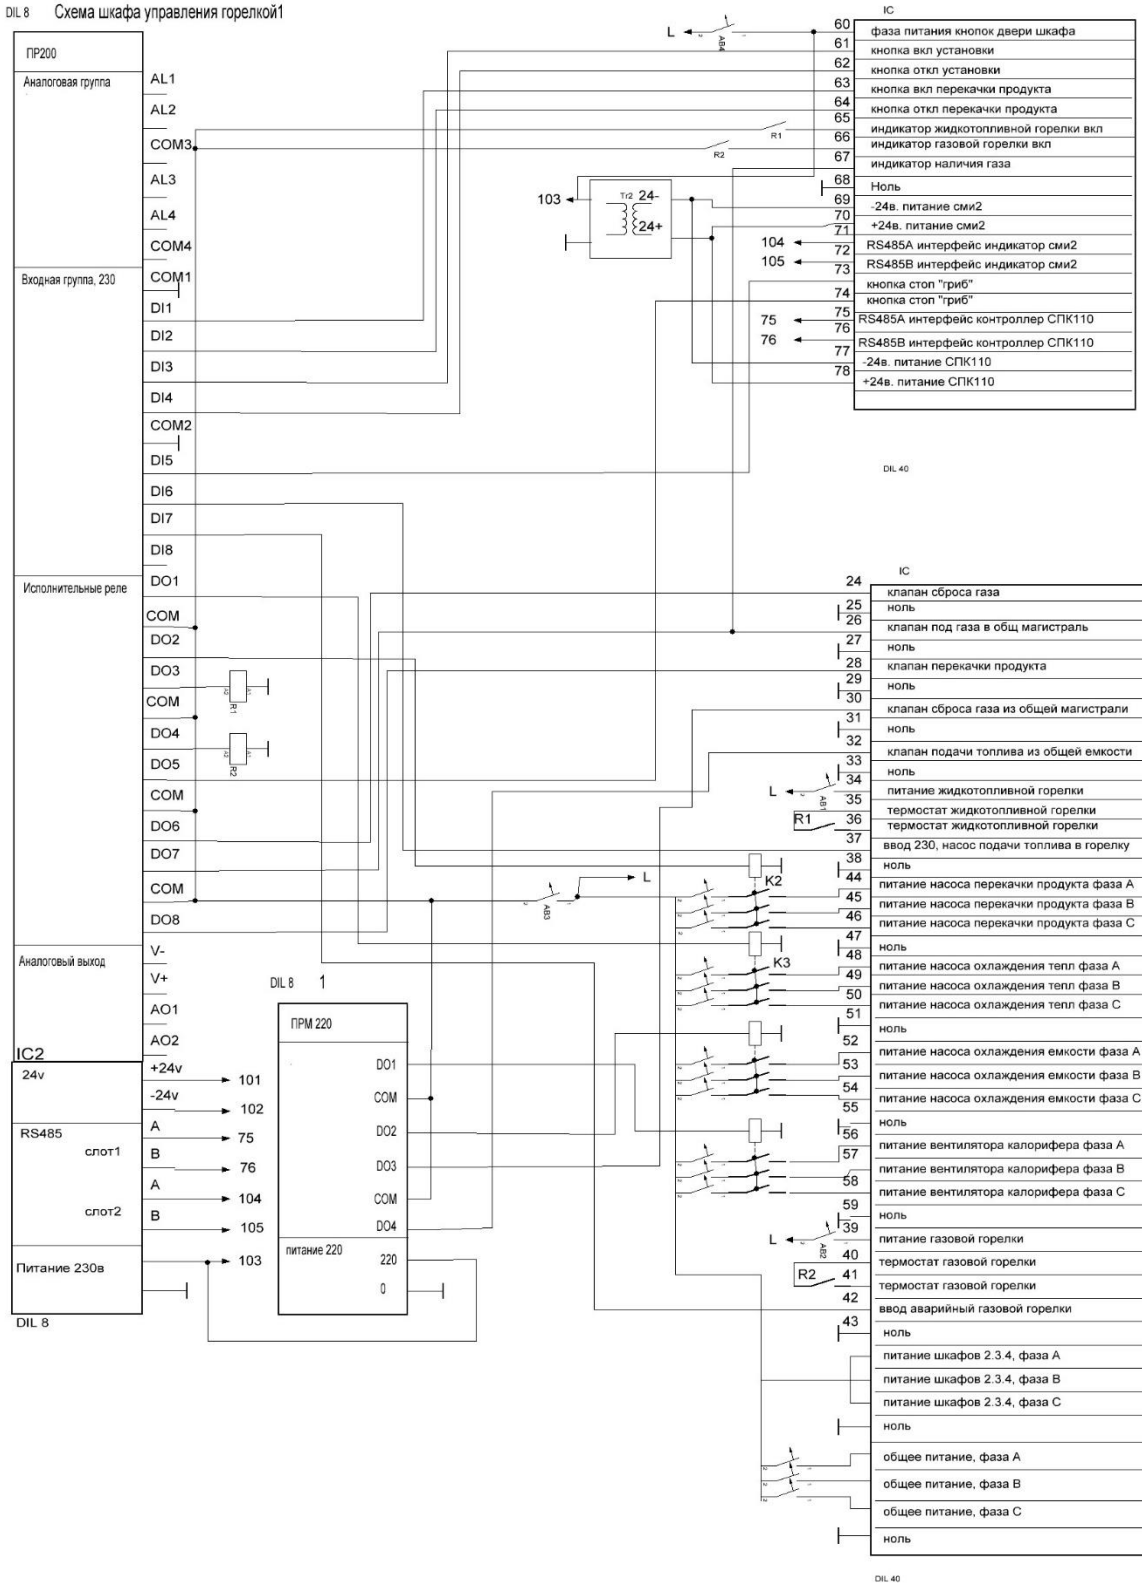 DIL 8 Схема шкафа управления горелкой1
ПР200
Аналоговая группа
AL1
AL2
COM3
AL3
AL4
COM4
Входная группа, 230
COM1
DI1
DI2
DI3
DI4
COM2
DI5
DI6
DI7
DI8
Исполнительные реле
DO1
COM
DO2
DO3
COM
DO4
DO5
COM
DO6
DO7
COM
DO8
Аналоговый выход
V-
V+
AO1
AO2
IC2
24v
+24v
101
-24v
102
RS485
слот1
A
75
B
76
слот2
A
104
B
105
Питание 230в
103
DIL 8
A2
A1
R1
A2
A1
R2
DIL 8 1
ПРМ 220
DO1
COM
DO2
DO3
COM
DO4
питание 220
220
0
L
AB4
R1
R2
103
Tr2
24-
24+
104
105
75
76
IC
60 фаза питания кнопок двери шкафа
61 кнопка вкл установки
62 кнопка откл установки
63 кнопка вкл перекачки продукта
64 кнопка откл перекачки продукта
65 индикатор жидкотопливной горелки вкл
66 индикатор газовой горелки вкл
67 индикатор наличия газа
68 Ноль
69 -24в. питание сми2
70 +24в. питание сми2
71 RS485A интерфейс индикатор сми2
72 RS485B интерфейс индикатор сми2
73 кнопка стоп "гриб"
74 кнопка стоп "гриб"
75 RS485A интерфейс контроллер СПК110
76 RS485B интерфейс контроллер СПК110
77 -24в. питание СПК110
78 +24в. питание СПК110
DIL 40
IC
24 клапан сброса газа
25 ноль
26 клапан под газа в общ магистраль
27 ноль
28 клапан перекачки продукта
29 ноль
30 клапан сброса газа из общей магистрали
31 ноль
32 клапан подачи топлива из общей емкости
33 ноль
L
AB1
34 питание жидкотопливной горелки
35 термостат жидкотопливной горелки
R1
36 термостат жидкотопливной горелки
37 ввод 230, насос подачи топлива в горелку
38 ноль
L
AB3
K2
44 питание насоса перекачки продукта фаза А
45 питание насоса перекачки продукта фаза В
46 питание насоса перекачки продукта фаза С
47 ноль
K3
48 питание насоса охлаждения тепл фаза А
49 питание насоса охлаждения тепл фаза В
50 питание насоса охлаждения тепл фаза С
51 ноль
52 питание насоса охлаждения емкости фаза А
53 питание насоса охлаждения емкости фаза В
54 питание насоса охлаждения емкости фаза С
55 ноль
56 питание вентилятора калорифера фаза А
57 питание вентилятора калорифера фаза В
58 питание вентилятора калорифера фаза С
59 ноль
L
AB2
39 питание газовой горелки
40 термостат газовой горелки
R2
41 термостат газовой горелки
42 ввод аварийный газовой горелки
43 ноль
питание шкафов 2.3.4, фаза А
питание шкафов 2.3.4, фаза В
питание шкафов 2.3.4, фаза С
ноль
общее питание, фаза А
общее питание, фаза В
общее питание, фаза С
ноль
DIL 40